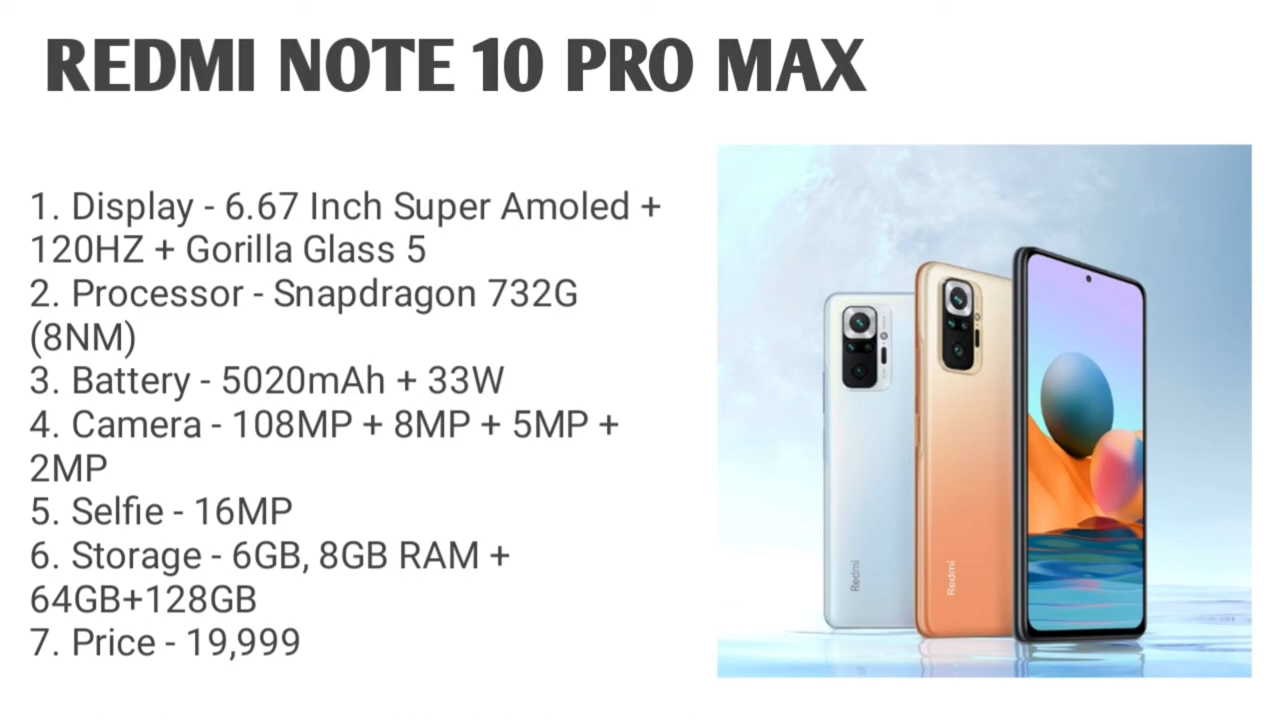 REDMI NOTE 10 PRO MAX
1. Display - 6.67 Inch Super Amoled +
120HZ + Gorilla Glass 5
2. Processor - Snapdragon 732G
(8NM)
3. Battery - 5020mAh + 33W
4. Camera - 108MP + 8MP + 5MP +
2MP
5. Selfie - 16MP
6. Storage - 6GB, 8GB RAM +
64GB+128GB
7. Price - 19,999
Redmi
Redmi